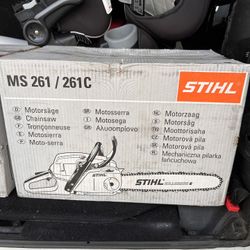 MS 261 / 261C
STIHL
Motorsäge
Chainsaw
Tronçonneuse
Motosierra
Moto-serra
Motosserra
Motosega
Αλυσοπρίονο
Motorzaag
Motorsåg
Moottorisaha
Motorová pila
Motorová píla
Mechaniczna pilarka
łańcuchowa
STIHL